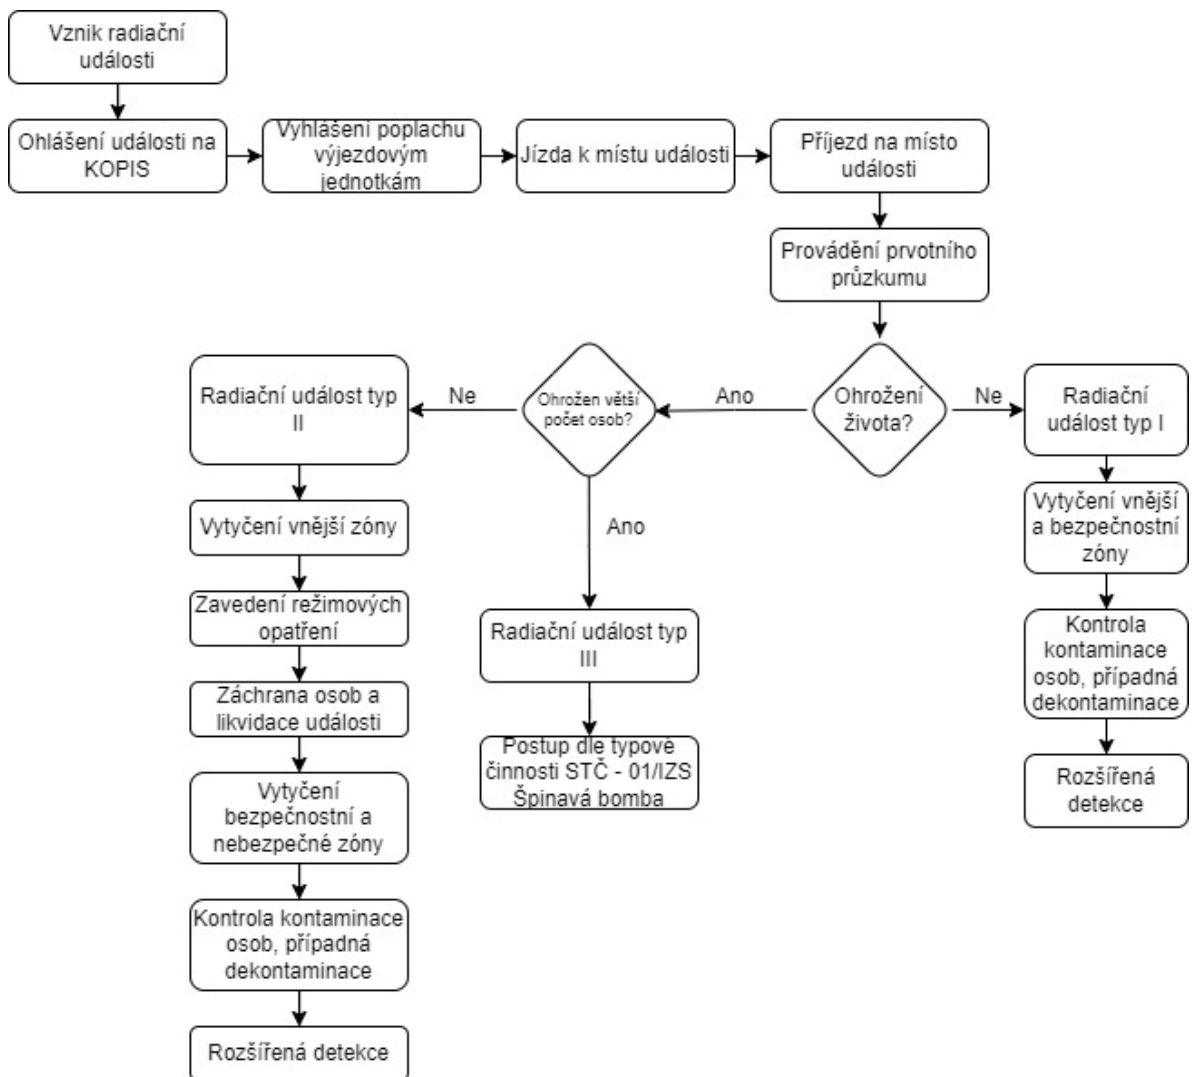 Vznik radiační
události
Ohlášení události na
KOPIS
Vyhlášení poplachu
výjezdovým
jednotkám
Jízda k místu události
Příjezd na místo
události
Provádění prvotního
průzkumu
Ohrožení
života?
Ano
Ne
Ohrožen větší
počet osob?
Ne
Ano
Radiační událost typ
II
Vytyčení vnější zóny
Zavedení režimových
opatření
Záchrana osob a
likvidace události
Vytyčení
bezpečnostní a
nebezpečné zóny
Kontrola kontaminace
osob, případná
dekontaminace
Rozšířená detekce
Radiační událost typ
III
Postup dle typové
činnosti STČ - 01/IZS
Špinavá bomba
Radiační
událost typ I
Vytyčení vnější
a bezpečnostní
zóny
Kontrola
kontaminace
osob, případná
dekontaminace
Rozšířená
detekce